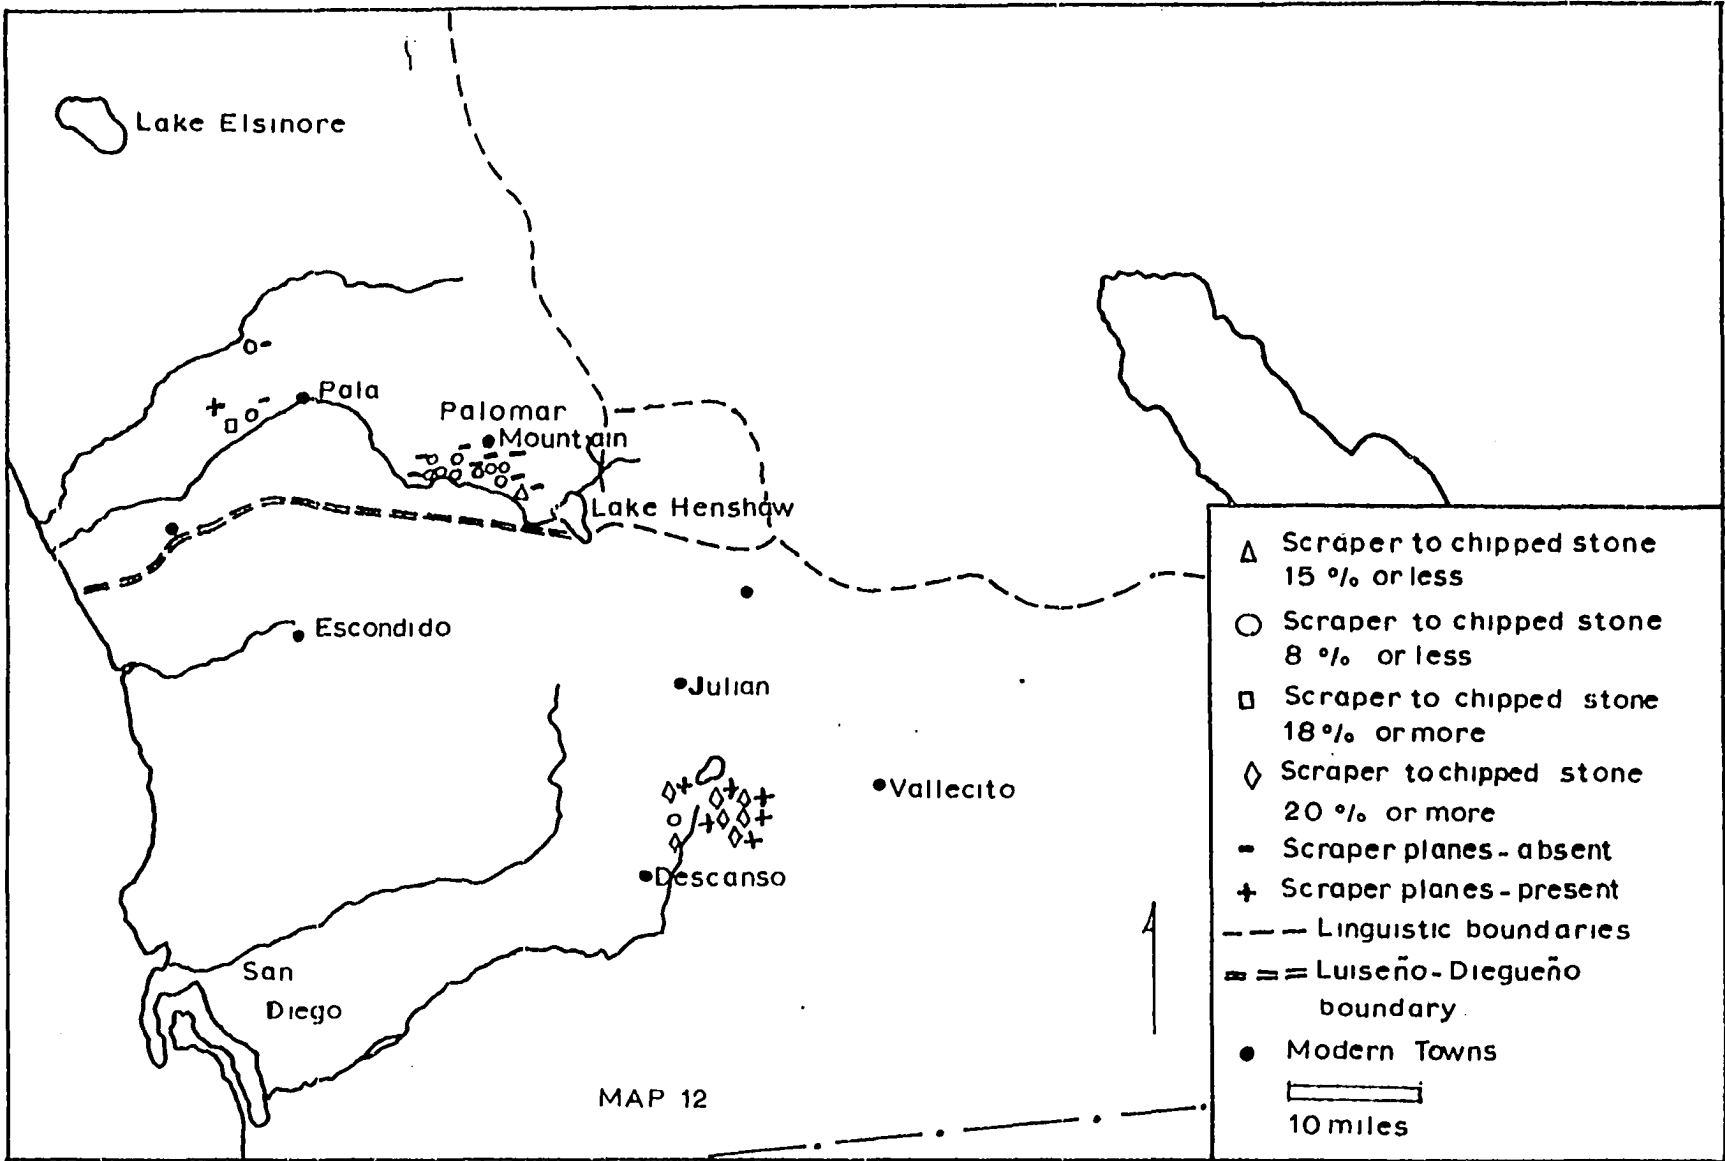 Lake Elsinore
Pala
Palomar
Mountain
Lake Henshaw
Escondido
Julian
Vallecito
Descanso
San
Diego
MAP 12
Scraper to chipped stone
15 % or less
Scraper to chipped stone
8 % or less
Scraper to chipped stone
18 % or more
Scraper to chipped stone
20 % or more
Scraper planes - absent
Scraper planes - present
Linguistic boundaries
Luiseño - Diegueño
boundary
Modern Towns
10 miles